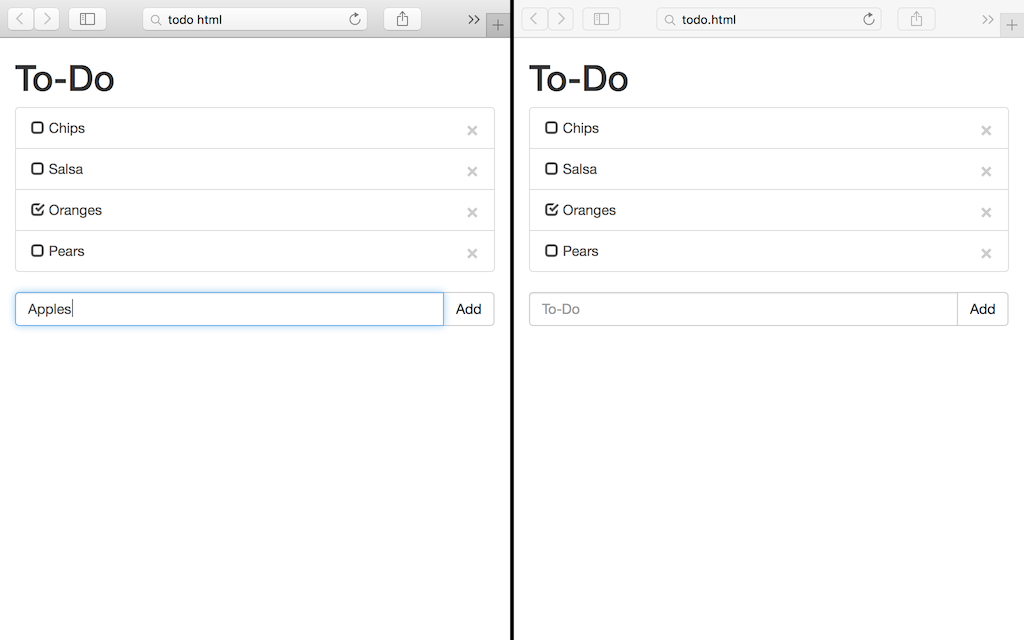 todo html
To-Do
Chips
Salsa
Oranges
Pears
Apples
Add
todo.html
To-Do
Chips
Salsa
Oranges
Pears
To-Do
Add